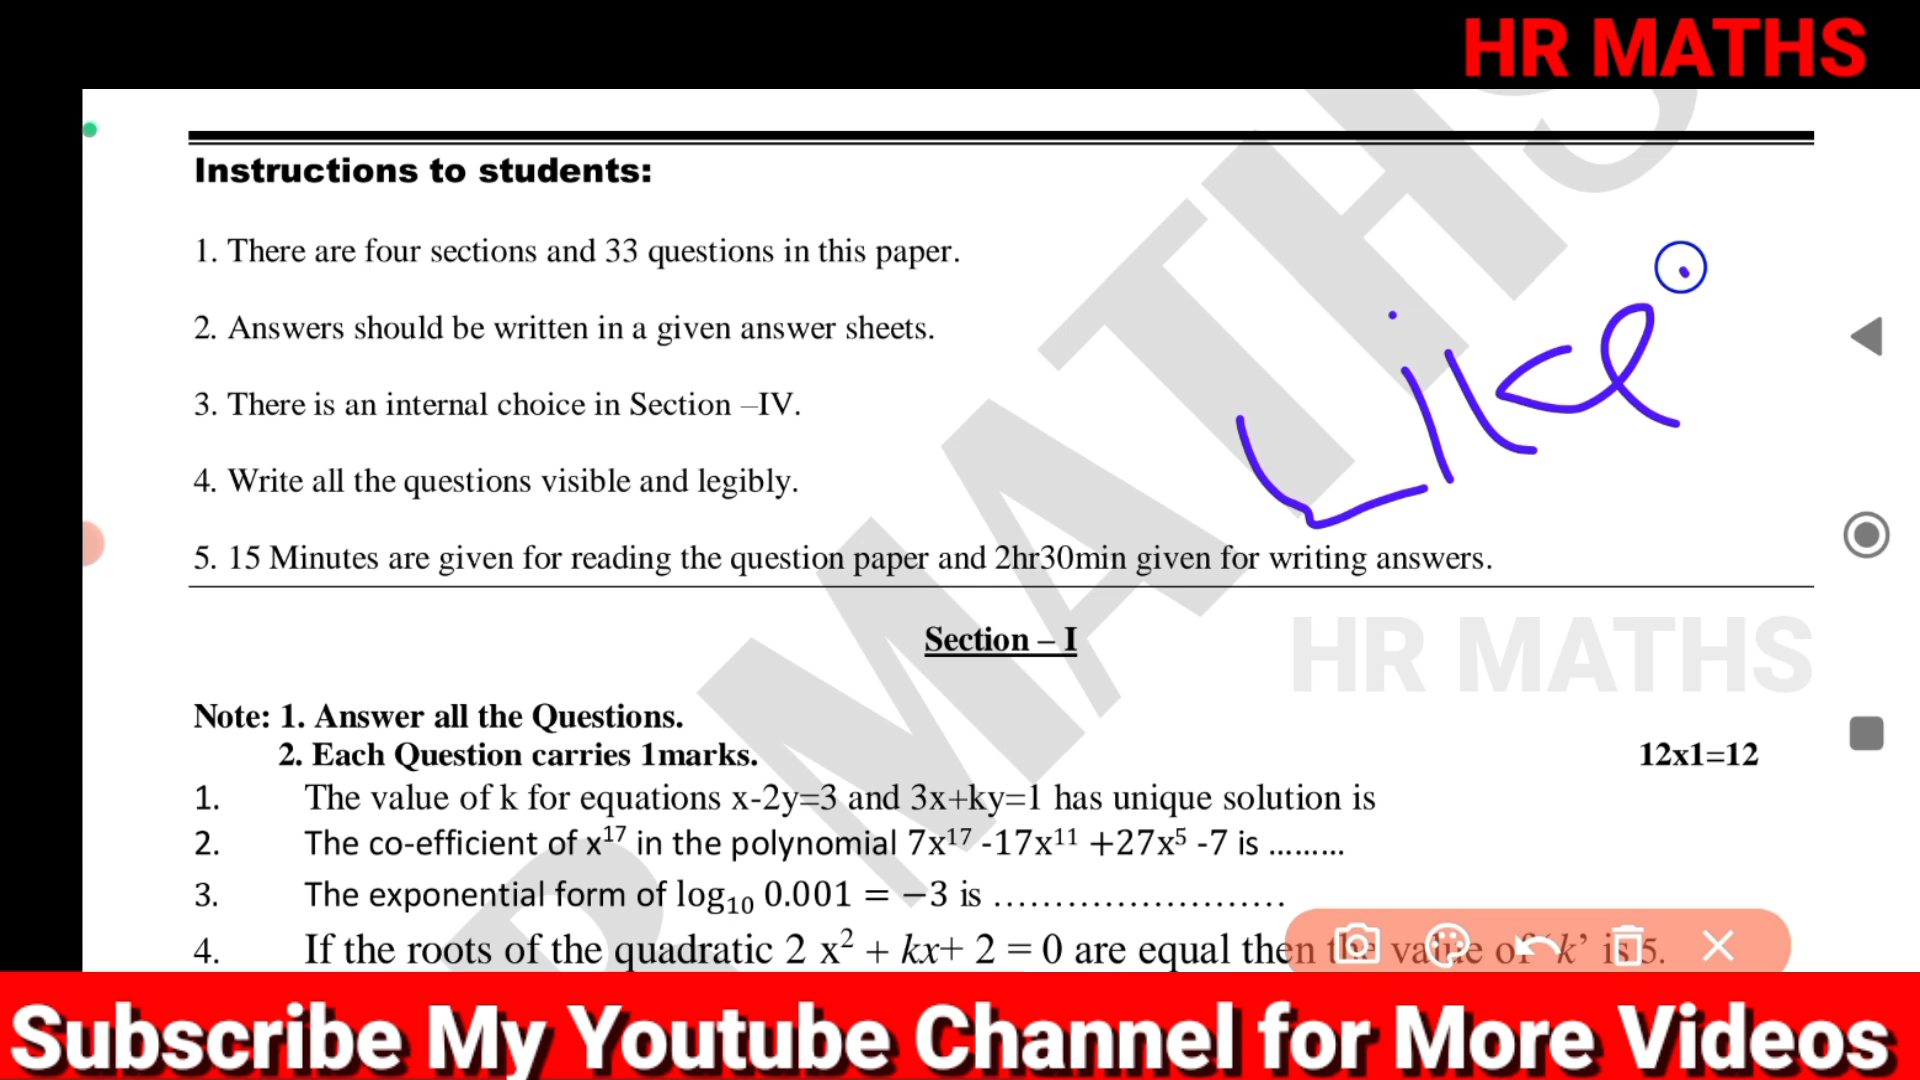 HR MATHS
Instructions to students:
1. There are four sections and 33 questions in this paper.
2. Answers should be written in a given answer sheets.
3. There is an internal choice in Section –IV.
4. Write all the questions visible and legibly.
5. 15 Minutes are given for reading the question paper and 2hr30min given for writing answers.
Like
Section – I
HR MATHS
Note: 1. Answer all the Questions.
2. Each Question carries 1marks. 12x1=12
1. The value of k for equations x-2y=3 and 3x+ky=1 has unique solution is
2. The co-efficient of x¹⁷ in the polynomial 7x¹⁷ -17x¹¹ +27x⁵ -7 is .........
3. The exponential form of log₁₀ 0.001 = −3 is ........................
4. If the roots of the quadratic 2 x² + kx+ 2 = 0 are equal then the value of ‘k’ is 5.
R MATHS
Subscribe My Youtube Channel for More Videos